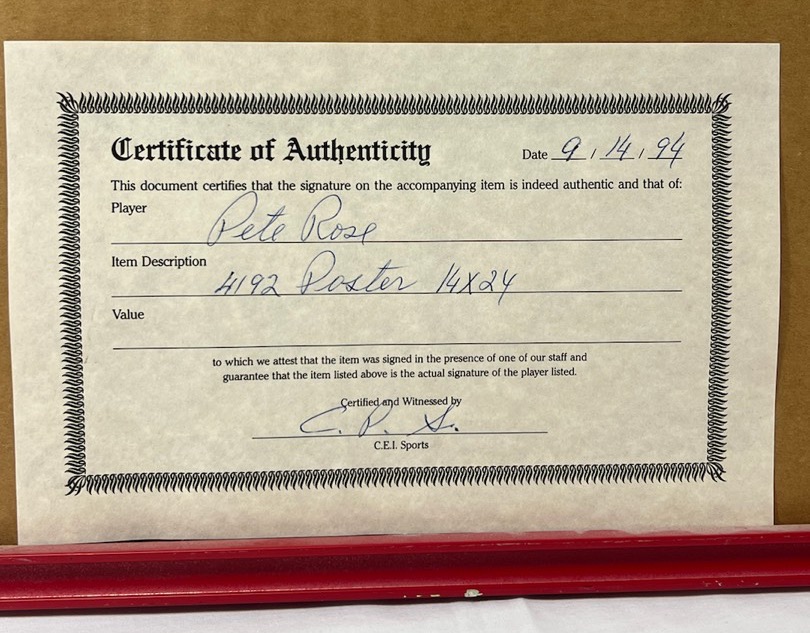 Certificate of Authenticity
Date 9 / 14 / 94
This document certifies that the signature on the accompanying item is indeed authentic and that of:
Player
Pete Rose
Item Description
4192 Poster 14X24
Value
to which we attest that the item was signed in the presence of one of our staff and
guarantee that the item listed above is the actual signature of the player listed.
Certified and Witnessed by
C. P. S.
C.E.I. Sports